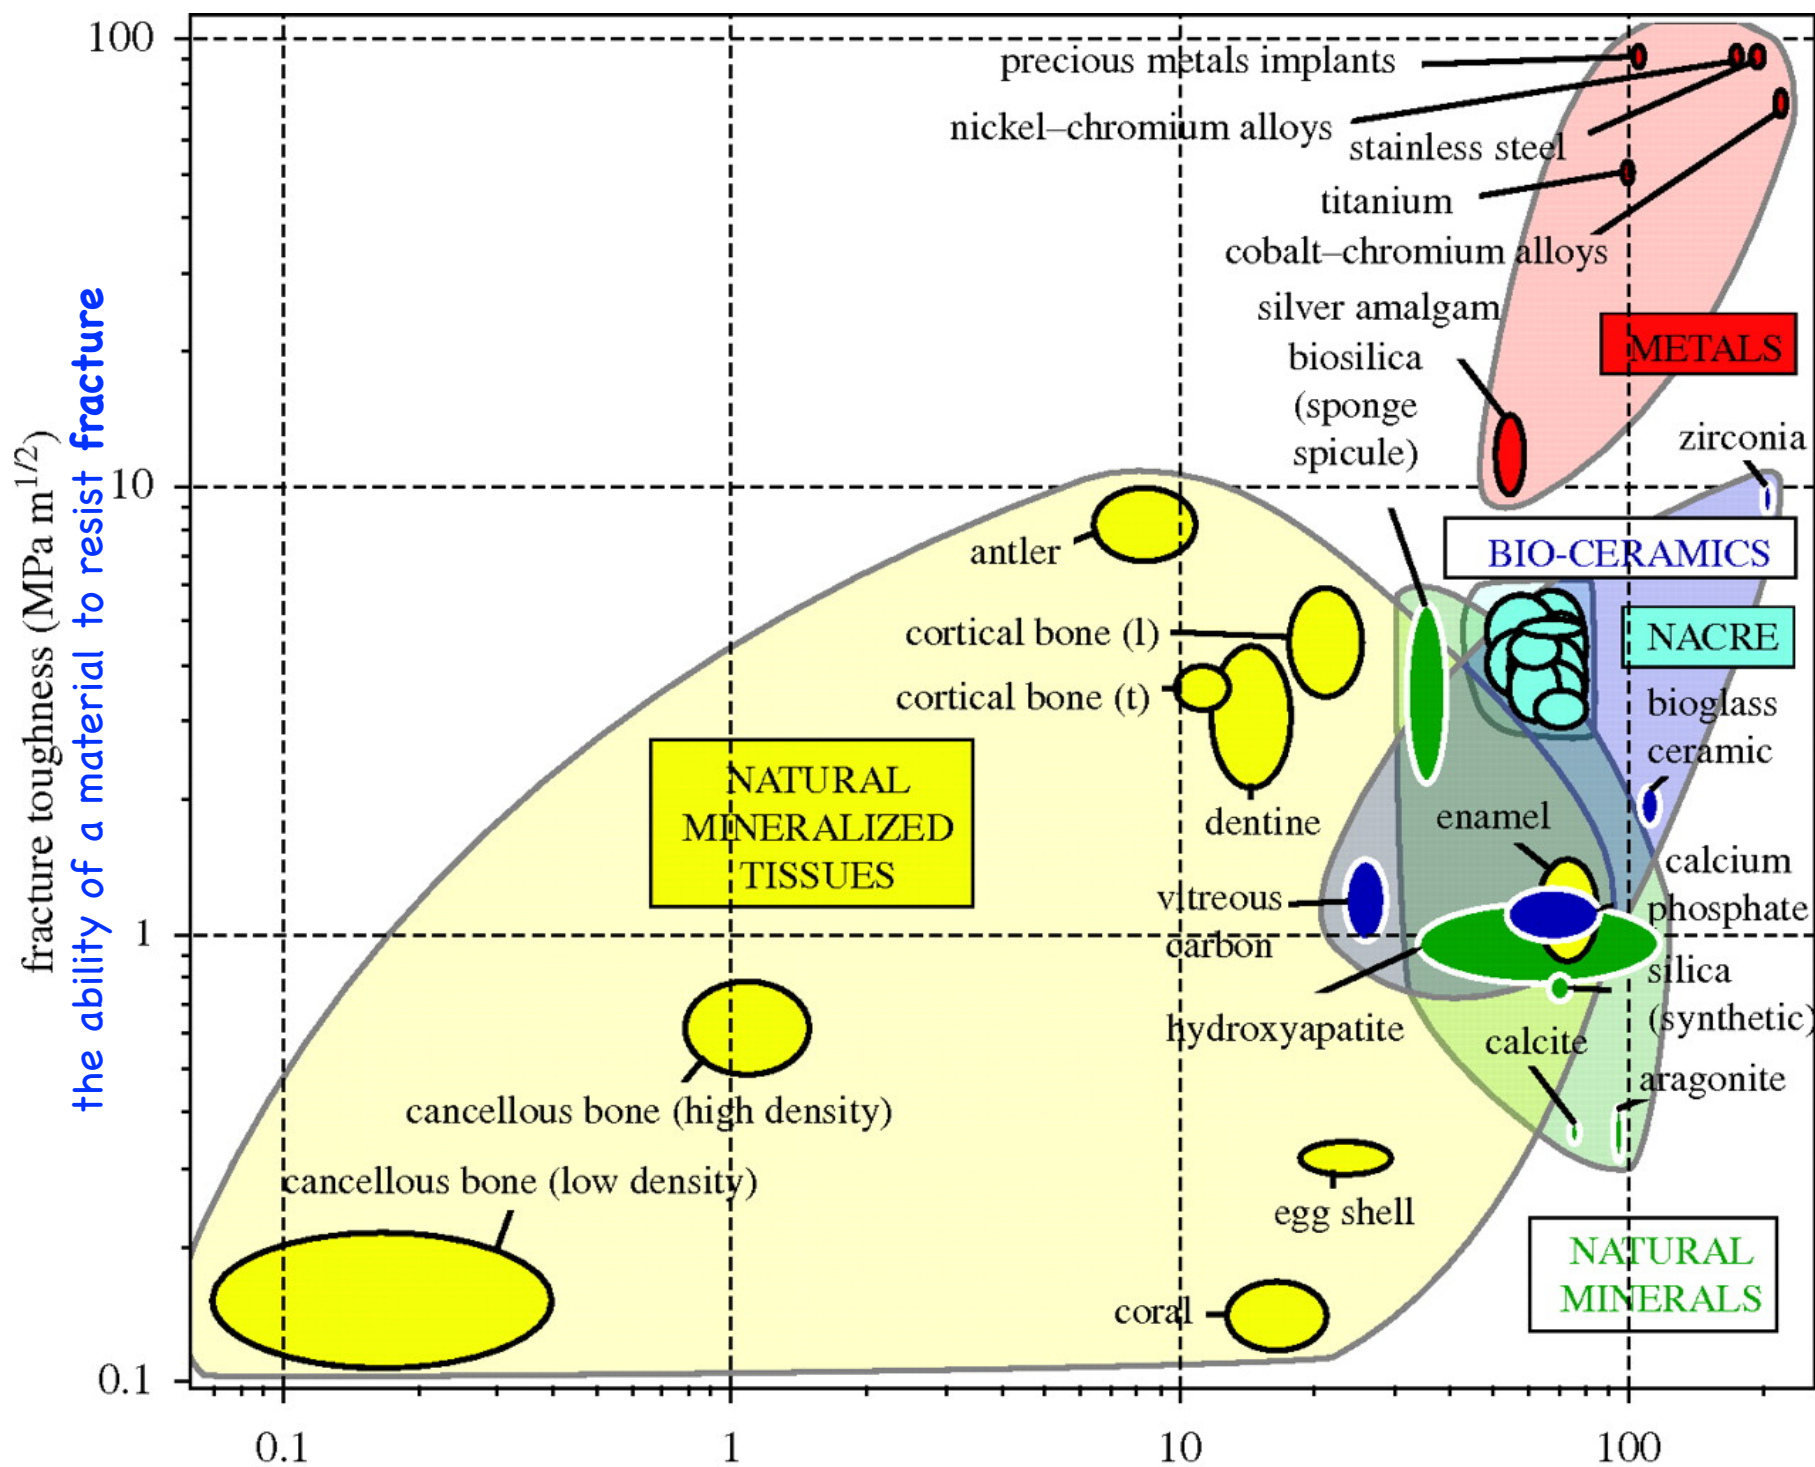 100
10
1
0.1
fracture toughness (MPa m1/2)
the ability of a material to resist fracture
precious metals implants
nickel–chromium alloys
stainless steel
titanium
cobalt–chromium alloys
silver amalgam
biosilica
(sponge
spicule)
METALS
zirconia
BIO-CERAMICS
NACRE
antler
cortical bone (l)
cortical bone (t)
bioglass
ceramic
NATURAL
MINERALIZED
TISSUES
dentine
enamel
vitreous
carbon
calcium
phosphate
silica
(synthetic)
hydroxyapatite
calcite
aragonite
cancellous bone (high density)
cancellous bone (low density)
egg shell
coral
NATURAL
MINERALS
0.1
1
10
100